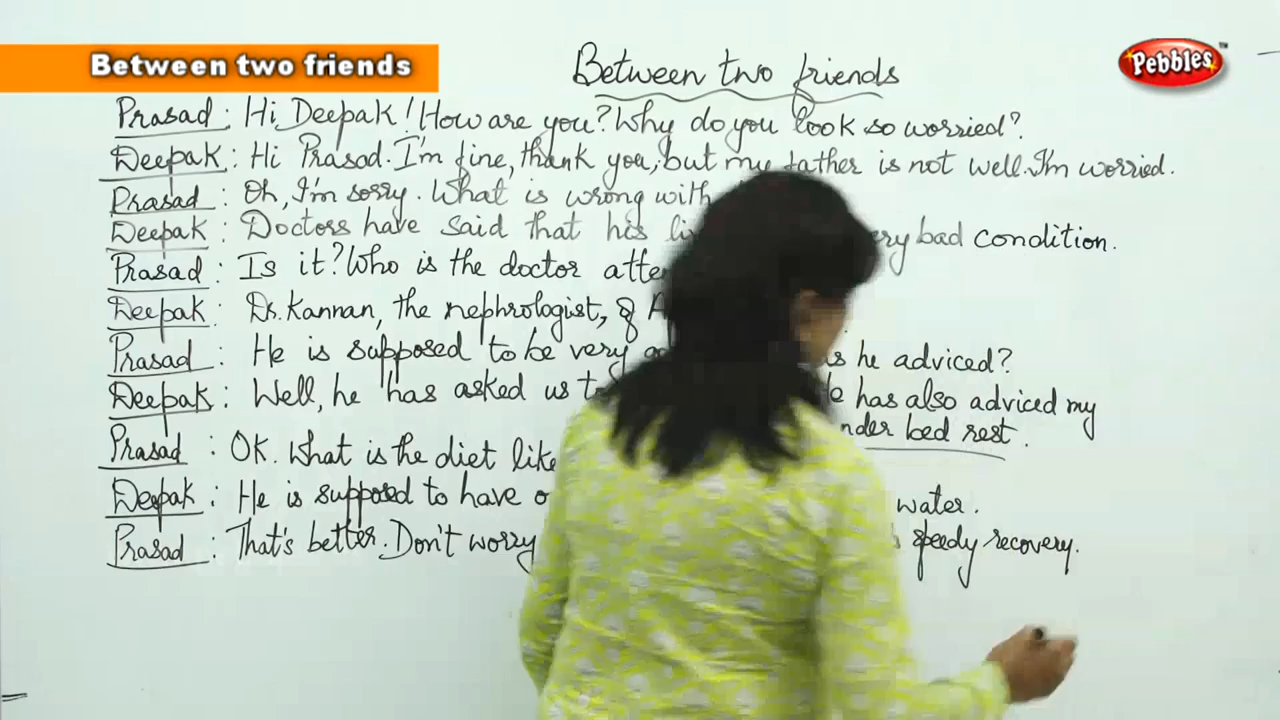 Between two friends
Between two friends
Pebbles™
Prasad : Hi Deepak! How are you? Why do you look so worried?
Deepak : Hi Prasad. I'm fine, thank you, but my father is not well. I'm worried.
Prasad : Oh, I'm sorry. What is wrong with
Deepak : Doctors have said that his bad condition.
Prasad : Is it? Who is the doctor
Deepak : Dr. Kannan, the nephrologist, of
Prasad : He is supposed to be very he adviced?
Deepak : Well, he has asked us to has also adviced my
bed rest.
Prasad : OK. What is the diet like
Deepak : He is supposed to have water.
Prasad : That's better. Don't worry speedy recovery.